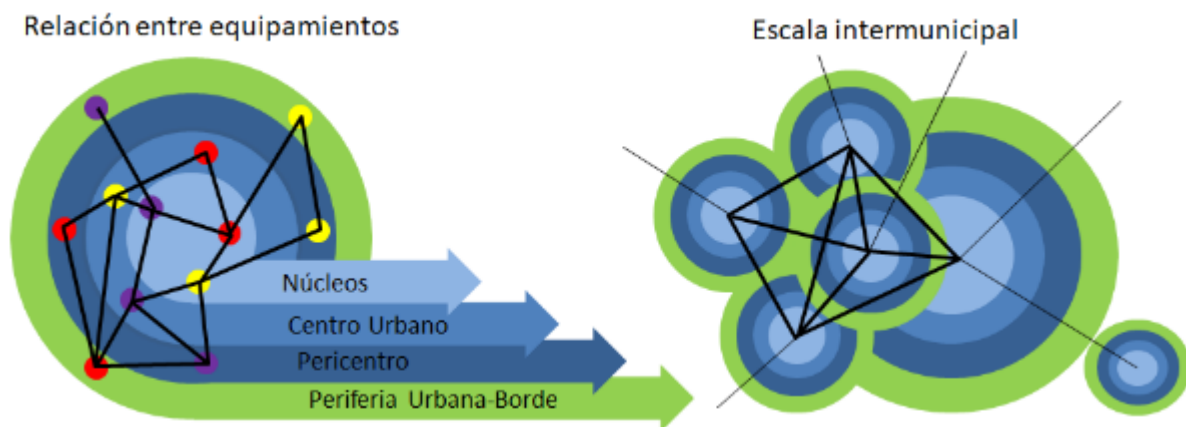 Relación entre equipamientos
Escala intermunicipal
Núcleos
Centro Urbano
Pericentro
Periferia Urbana-Borde